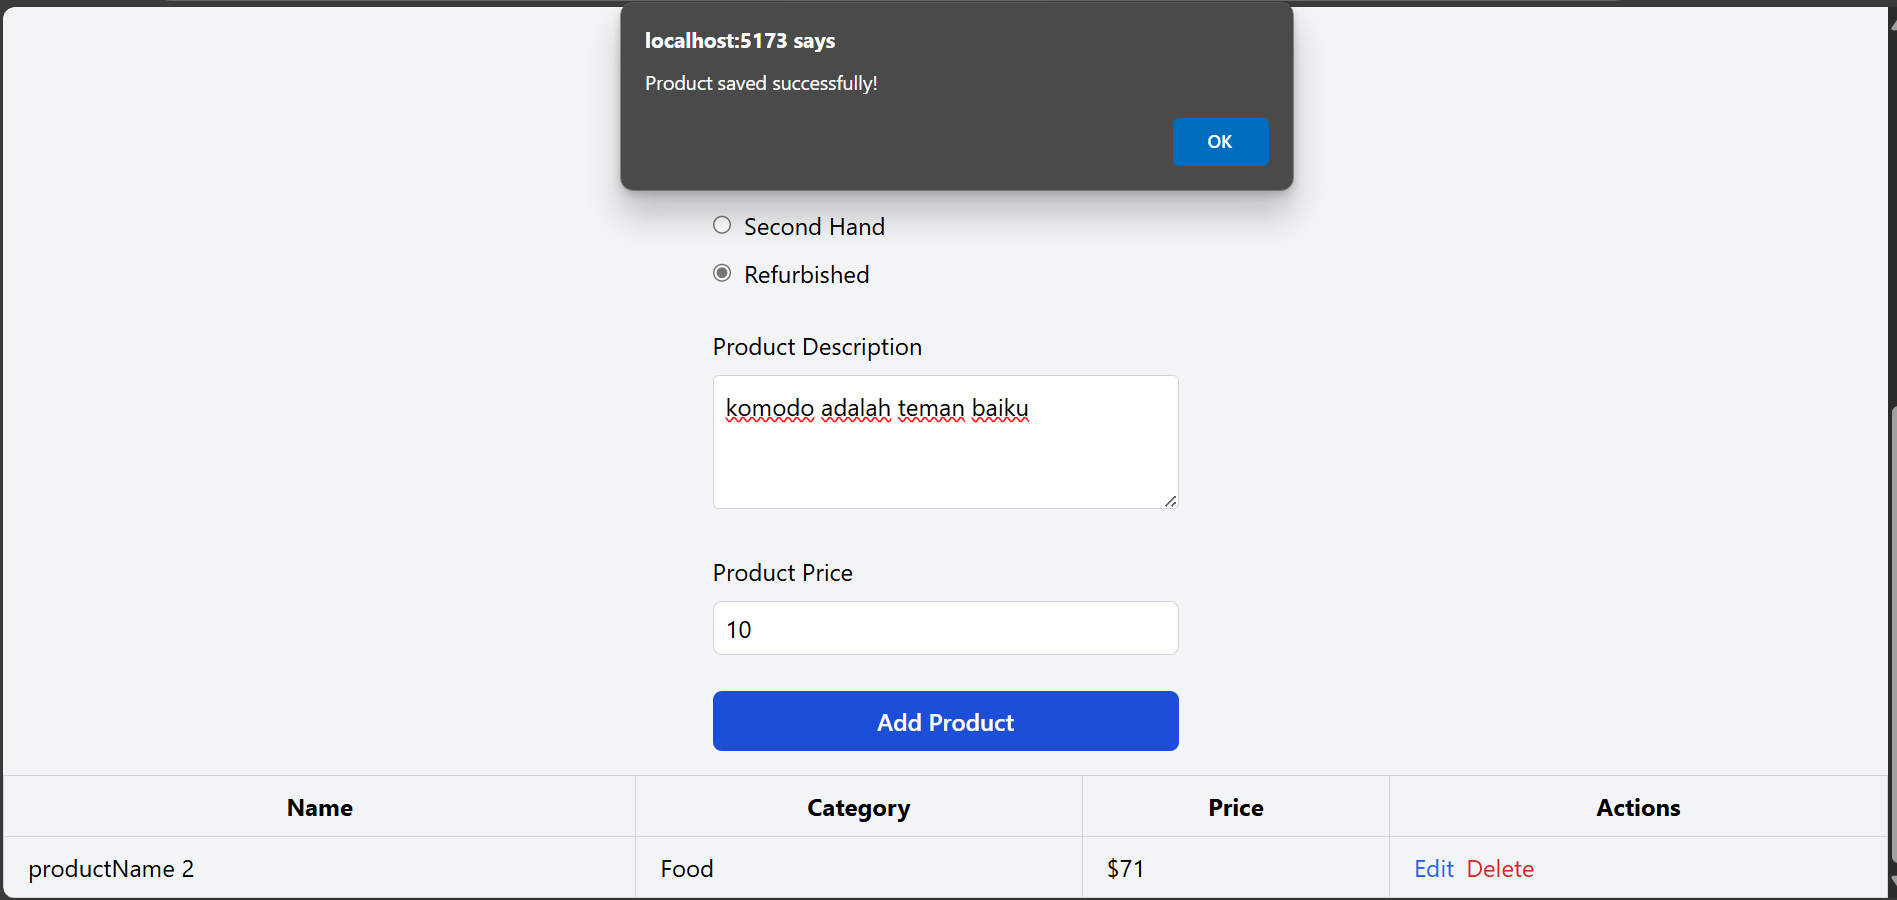 localhost:5173 says
Product saved successfully!
OK
Second Hand
Refurbished
Product Description
komodo adalah teman baiku
Product Price
10
Add Product
Name Category Price Actions
productName 2 Food $71 Edit Delete